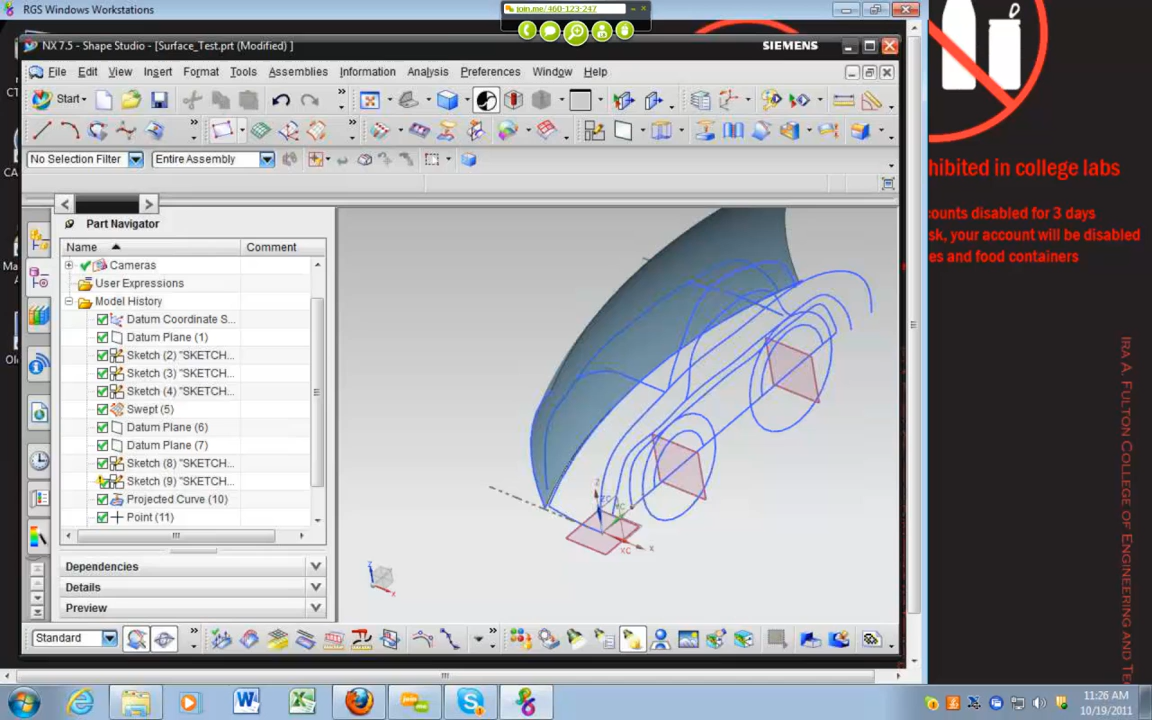 RGS Windows Workstations
join.me/460-123-247
NX 7.5 - Shape Studio - [Surface_Test.prt (Modified) ]
SIEMENS
File Edit View Insert Format Tools Assemblies Information Analysis Preferences Window Help
Start
No Selection Filter
Entire Assembly
Part Navigator
Name
Comment
Cameras
User Expressions
Model History
Datum Coordinate S...
Datum Plane (1)
Sketch (2) "SKETCH...
Sketch (3) "SKETCH...
Sketch (4) "SKETCH...
Swept (5)
Datum Plane (6)
Datum Plane (7)
Sketch (8) "SKETCH...
Sketch (9) "SKETCH...
Projected Curve (10)
Point (11)
Dependencies
Details
Preview
Standard
Z
ZC
YC
XC
X
hibited in college labs
counts disabled for 3 days
sk, your account will be disabled
es and food containers
IRA A. FULTON COLLEGE OF ENGINEERING AND TE
11:26 AM
10/19/2011